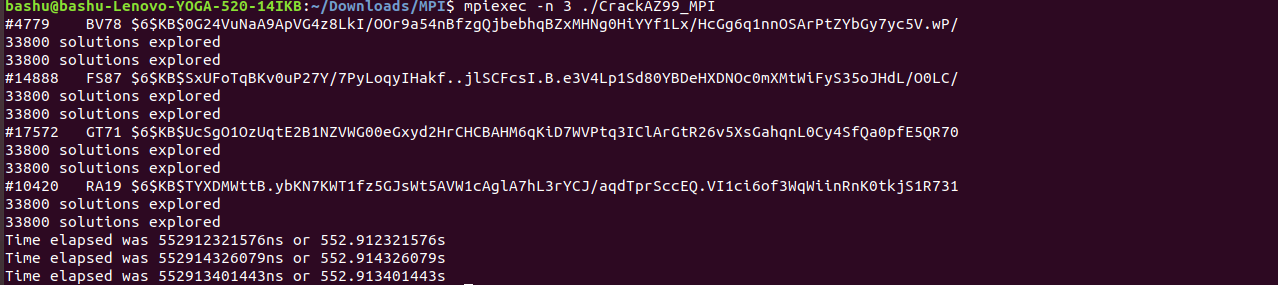 bashu@bashu-Lenovo-YOGA-520-14IKB:~/Downloads/MPI$ mpiexec -n 3 ./CrackAZ99_MPI
#4779 BV78 $6$KB$0G24VuNaA9ApVG4z8LkI/OOr9a54nBfzgQjbebhqBZxMHNg0HiYYf1Lx/HcGg6q1nnOSArPtZYbGy7yc5V.wP/
33800 solutions explored
33800 solutions explored
#14888 FS87 $6$KB$SxUFoTqBKv0uP27Y/7PyLoqyIHakf..jlSCFcsI.B.e3V4Lp1Sd80YBDeHXDNOc0mXMtWiFyS35oJHdL/O0LC/
33800 solutions explored
33800 solutions explored
#17572 GT71 $6$KB$UcSgO1OzUqtE2B1NZVWG00eGxyd2HrCHCBAHM6qKiD7WVPtq3IClArGtR26v5XsGahqnL0Cy4SfQa0pfE5QR70
33800 solutions explored
33800 solutions explored
#10420 RA19 $6$KB$TYXDMWttB.ybKN7KWT1fz5GJsWt5AVW1cAglA7hL3rYCJ/aqdTprSccEQ.VI1ci6of3WqWiinRnK0tkjS1R731
33800 solutions explored
33800 solutions explored
Time elapsed was 552912321576ns or 552.912321576s
Time elapsed was 552914326079ns or 552.914326079s
Time elapsed was 552913401443ns or 552.913401443s